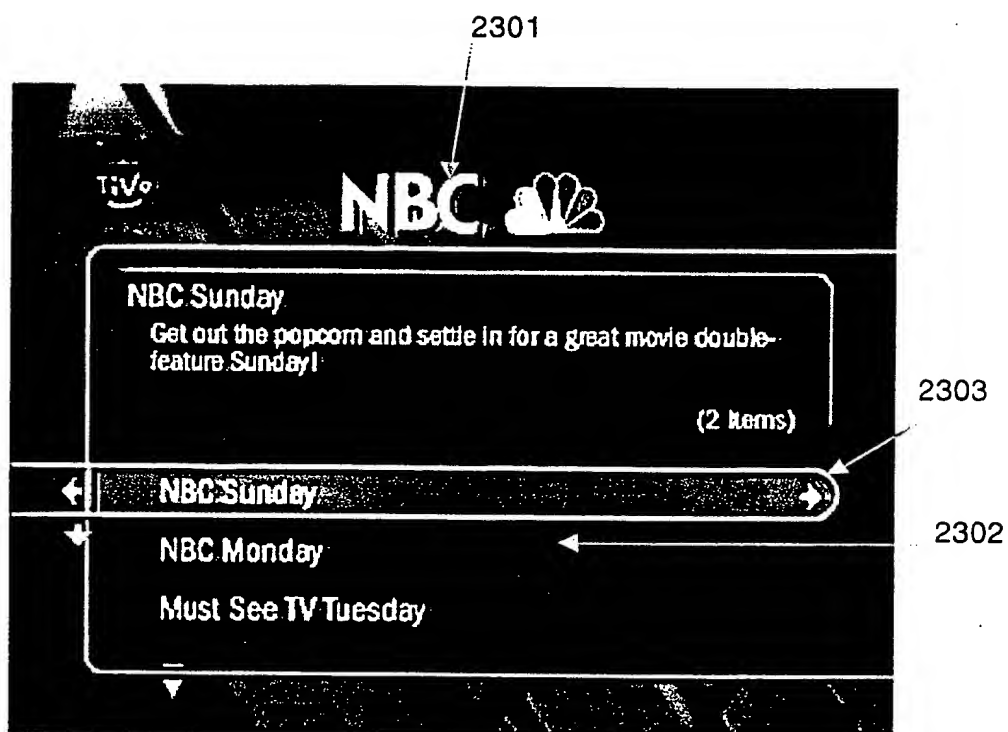 2301
TiVo
NBC
NBC Sunday
Get out the popcorn and settle in for a great movie double-
feature Sunday!
(2 items)
2303
NBC Sunday
2302
NBC Monday
Must See TV Tuesday